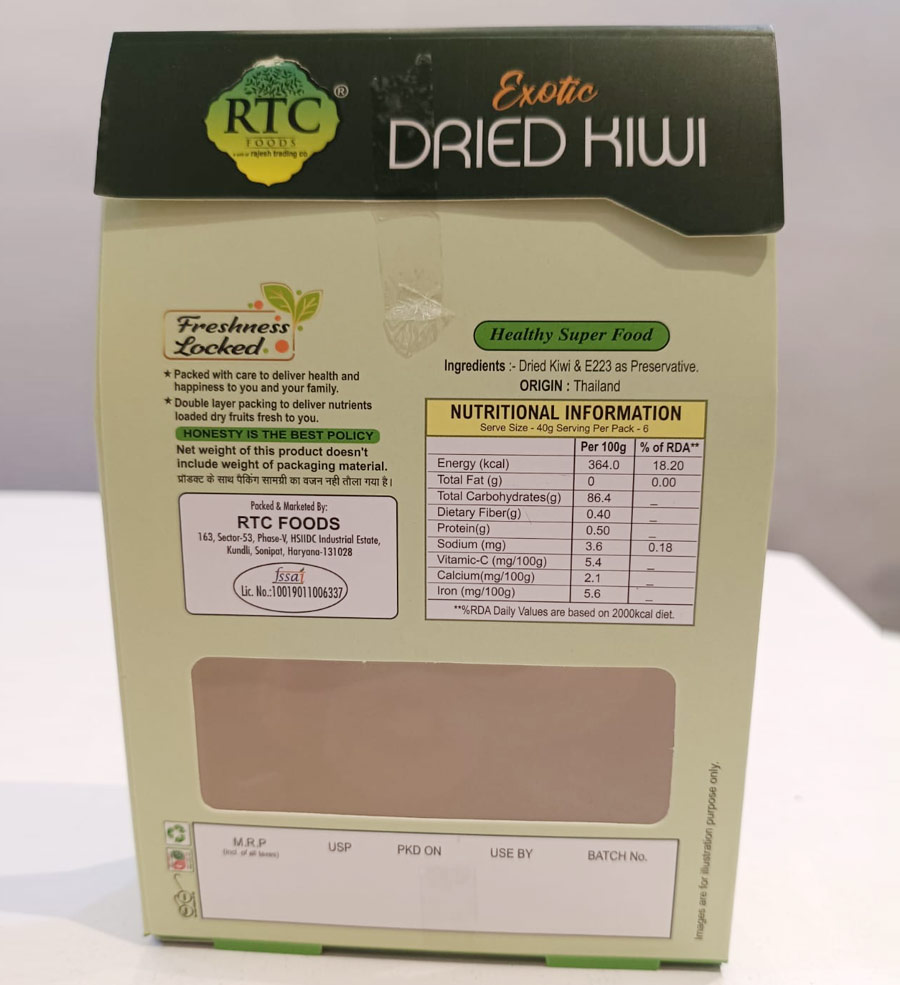 RTC®
FOODS
a unit of rajesh trading co.
Exotic
DRIED KIWI
Freshness
Locked
★ Packed with care to deliver health and
happiness to you and your family.
★ Double layer packing to deliver nutrients
loaded dry fruits fresh to you.
HONESTY IS THE BEST POLICY
Net weight of this product doesn't
include weight of packaging material.
प्रॉडक्ट के साथ पैकिंग सामग्री का वजन नही तौला गया है।
Packed & Marketed By:
RTC FOODS
163, Sector-53, Phase-V, HSIIDC Industrial Estate,
Kundli, Sonipat, Haryana-131028
fssai
Lic. No.:10019011006337
Healthy Super Food
Ingredients :- Dried Kiwi & E223 as Preservative.
ORIGIN : Thailand
NUTRITIONAL INFORMATION
Serve Size - 40g Serving Per Pack - 6
Per 100g % of RDA**
Energy (kcal) 364.0 18.20
Total Fat (g) 0 0.00
Total Carbohydrates(g) 86.4 _
Dietary Fiber(g) 0.40 _
Protein(g) 0.50 _
Sodium (mg) 3.6 0.18
Vitamin-C (mg/100g) 5.4 _
Calcium(mg/100g) 2.1 _
Iron (mg/100g) 5.6 _
**%RDA Daily Values are based on 2000kcal diet.
M.R.P USP PKD ON USE BY BATCH No.
(Incl. of all taxes)
Images are for illustration purpose only.